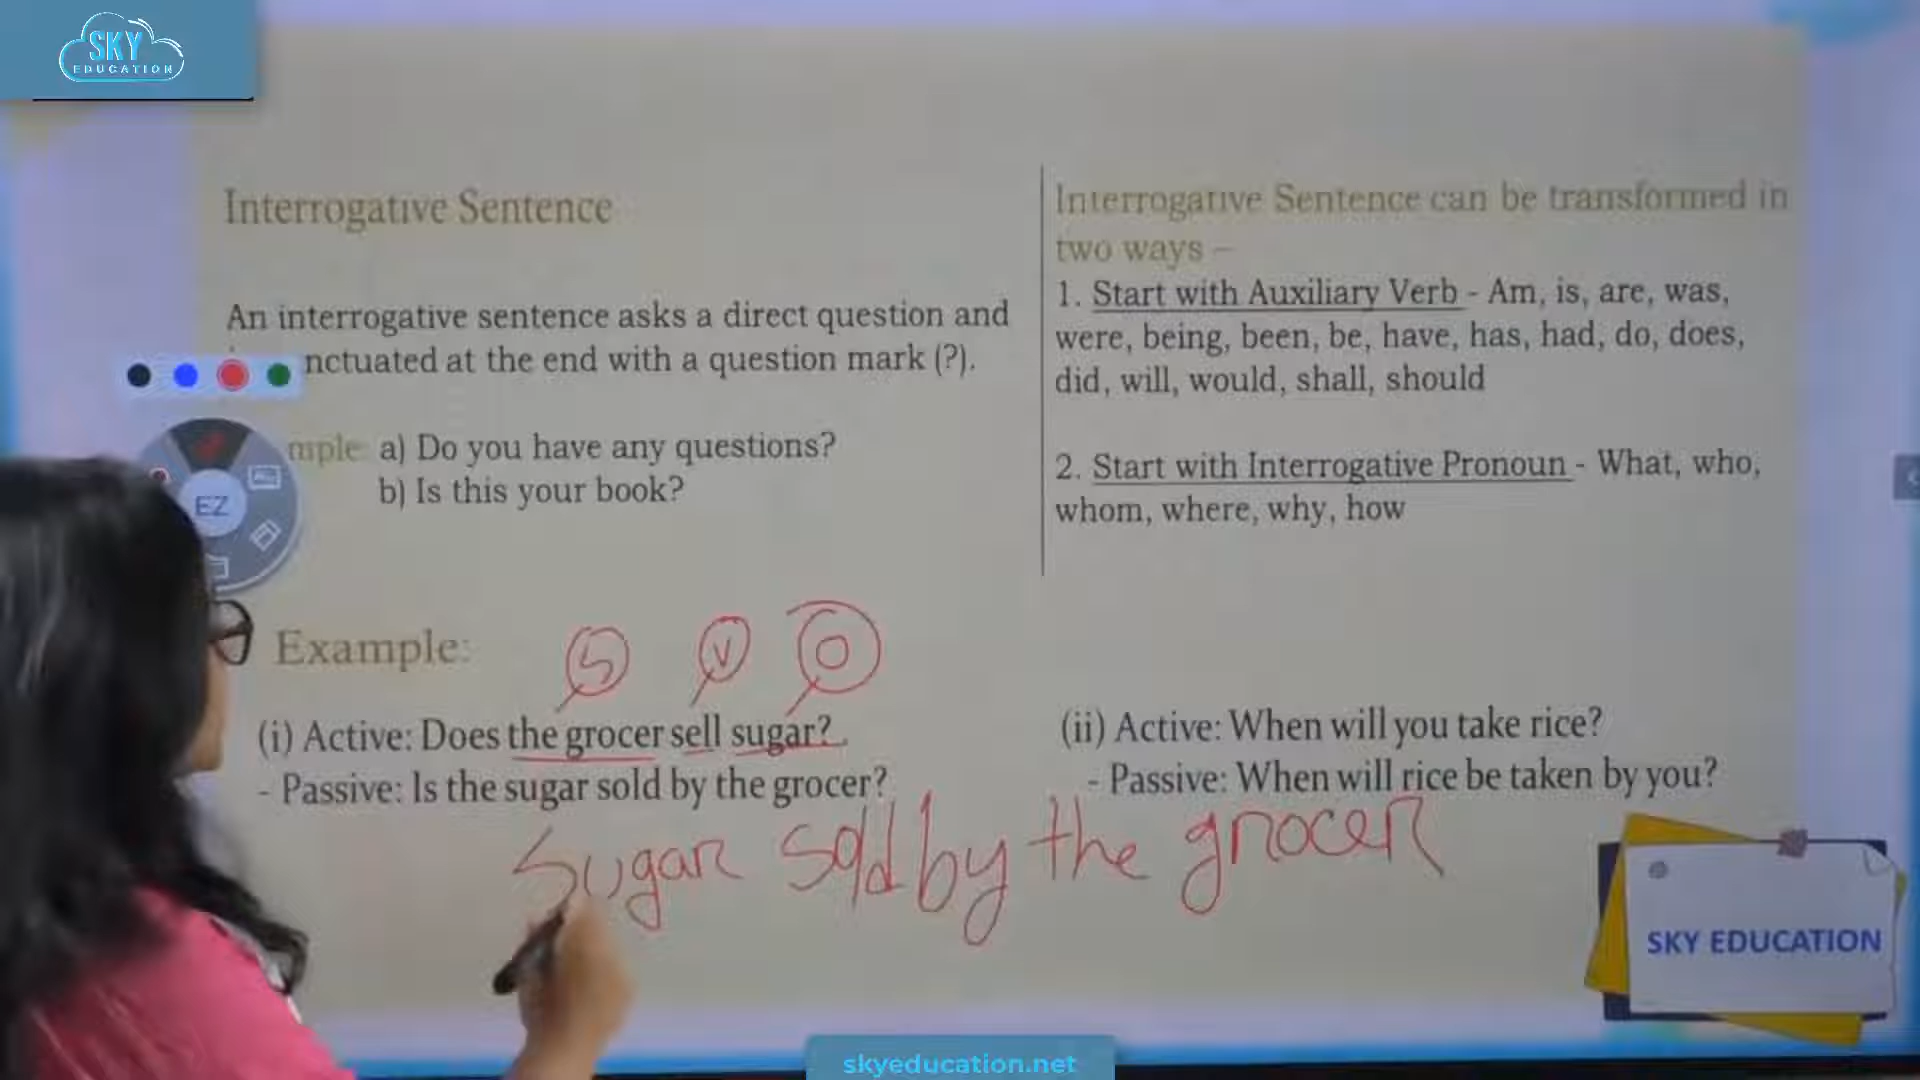 SKY
EDUCATION
Interrogative Sentence
An interrogative sentence asks a direct question and
nctuated at the end with a question mark (?).
mple: a) Do you have any questions?
b) Is this your book?
Interrogative Sentence can be transformed in
two ways –
1. Start with Auxiliary Verb - Am, is, are, was,
were, being, been, be, have, has, had, do, does,
did, will, would, shall, should
2. Start with Interrogative Pronoun - What, who,
whom, where, why, how
EZ
Example:
S V O
(i) Active: Does the grocer sell sugar?
- Passive: Is the sugar sold by the grocer?
(ii) Active: When will you take rice?
- Passive: When will rice be taken by you?
Sugar sold by the grocer
SKY EDUCATION
skyeducation.net